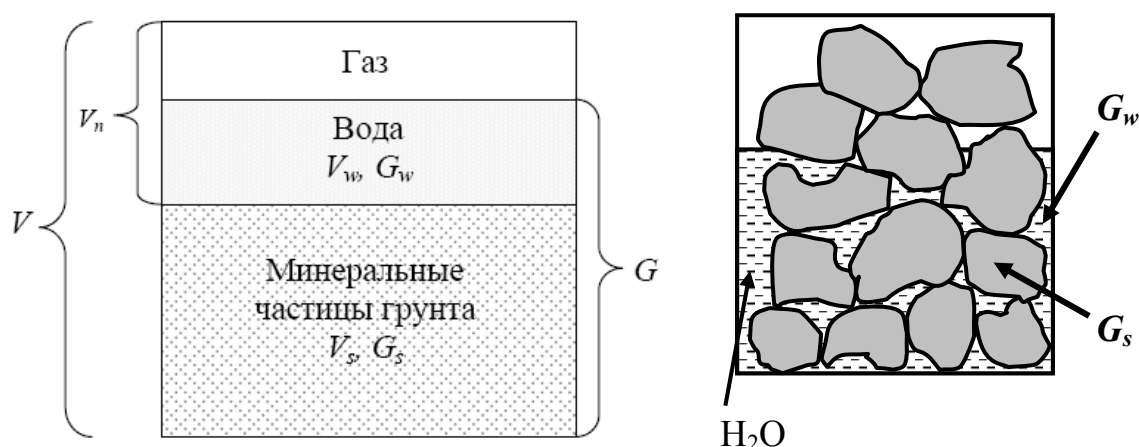 Газ
V_n
Вода
V_w, G_w
V
Минеральные
частицы грунта
V_s, G_s
G
G_w
G_s
H₂O